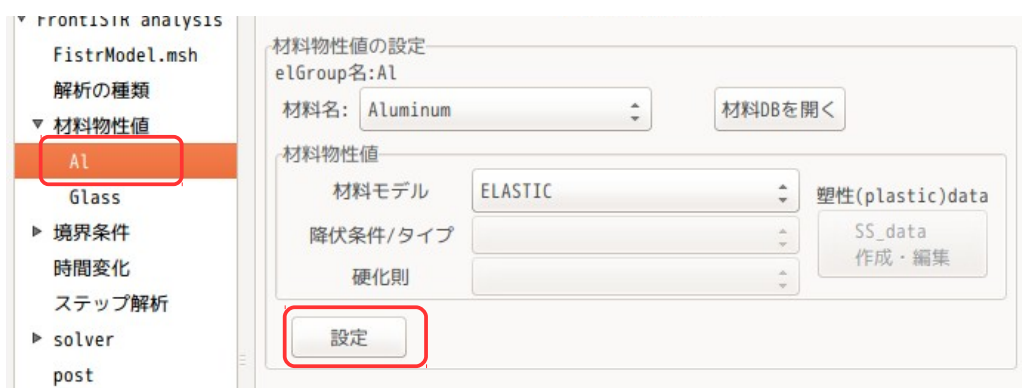 FrontISTR analysis
FistrModel.msh
解析の種類
材料物性値
Al
Glass
境界条件
時間変化
ステップ解析
solver
post
材料物性値の設定
elGroup名:Al
材料名: Aluminum 材料DBを開く
材料物性値
材料モデル ELASTIC
塑性(plastic)data
降伏条件/タイプ
SS_data
作成・編集
硬化則
設定